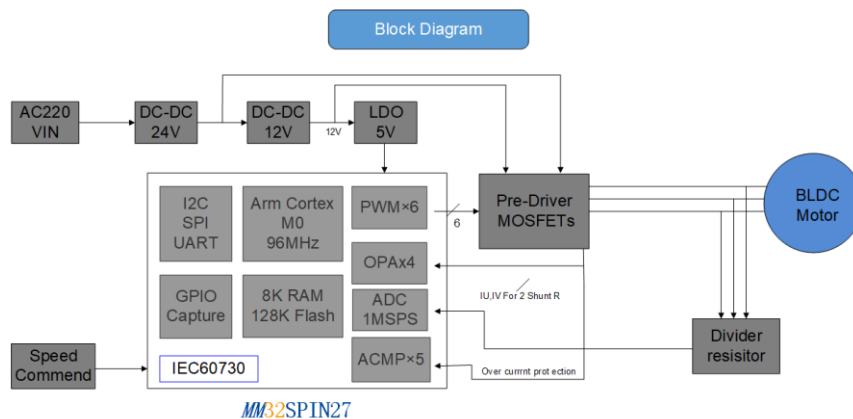 Block Diagram
AC220
VIN
DC-DC
24V
DC-DC
12V
12V
LDO
5V
I2C
SPI
UART
Arm Cortex
M0
96MHz
PWM×6
6
Pre-Driver
MOSFETs
BLDC
Motor
OPAx4
GPIO
Capture
8K RAM
128K Flash
ADC
1MSPS
IU,IV For 2 Shunt R
Divider
resisitor
Speed
Commend
IEC60730
ACMP×5
Over currnt protection
MM32SPIN27